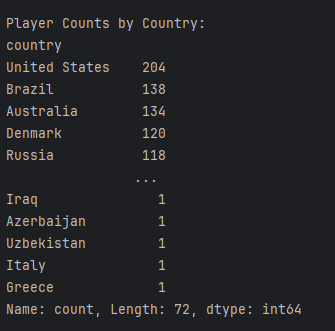 Player Counts by Country:
country
United States    204
Brazil           138
Australia        134
Denmark          120
Russia           118
                ...
Iraq               1
Azerbaijan         1
Uzbekistan         1
Italy              1
Greece             1
Name: count, Length: 72, dtype: int64